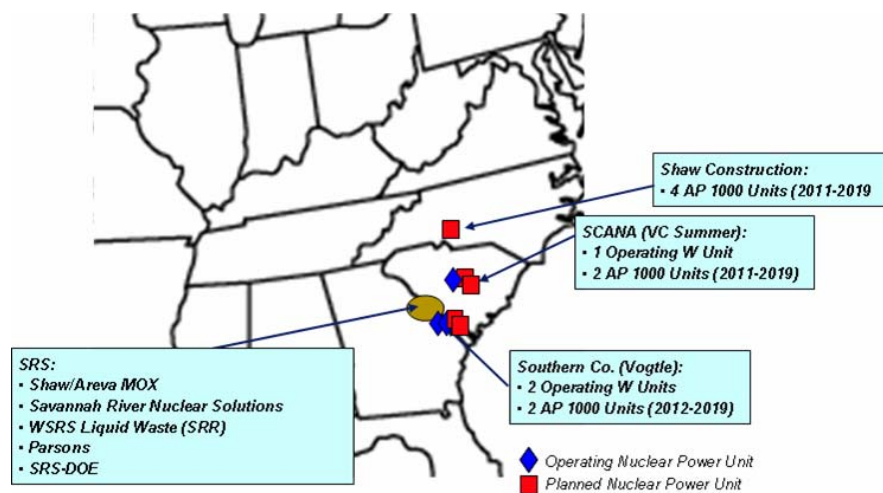 Shaw Construction:
• 4 AP 1000 Units (2011-2019
SCANA (VC Summer):
• 1 Operating W Unit
• 2 AP 1000 Units (2011-2019)
SRS:
• Shaw/Areva MOX
• Savannah River Nuclear Solutions
• WSRS Liquid Waste (SRR)
• Parsons
• SRS-DOE
Southern Co. (Vogtle):
• 2 Operating W Units
• 2 AP 1000 Units (2012-2019)
Operating Nuclear Power Unit
Planned Nuclear Power Unit